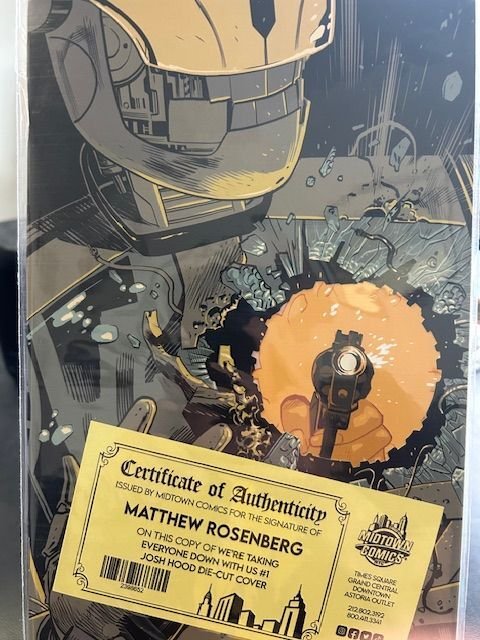 Certificate of Authenticity
ISSUED BY MIDTOWN COMICS FOR THE SIGNATURE OF
MATTHEW ROSENBERG
ON THIS COPY OF WE'RE TAKING
EVERYONE DOWN WITH US #1
JOSH HOOD DIE-CUT COVER
2398652
MIDTOWN
COMICS
TIMES SQUARE
GRAND CENTRAL
DOWNTOWN
ASTORIA OUTLET
212.302.3192
800.411.3341